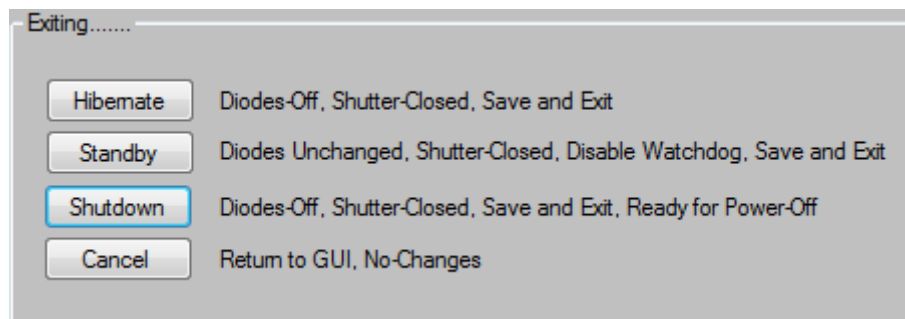 Exiting.......
Hibernate Diodes-Off, Shutter-Closed, Save and Exit
Standby Diodes Unchanged, Shutter-Closed, Disable Watchdog, Save and Exit
Shutdown Diodes-Off, Shutter-Closed, Save and Exit, Ready for Power-Off
Cancel Return to GUI, No-Changes